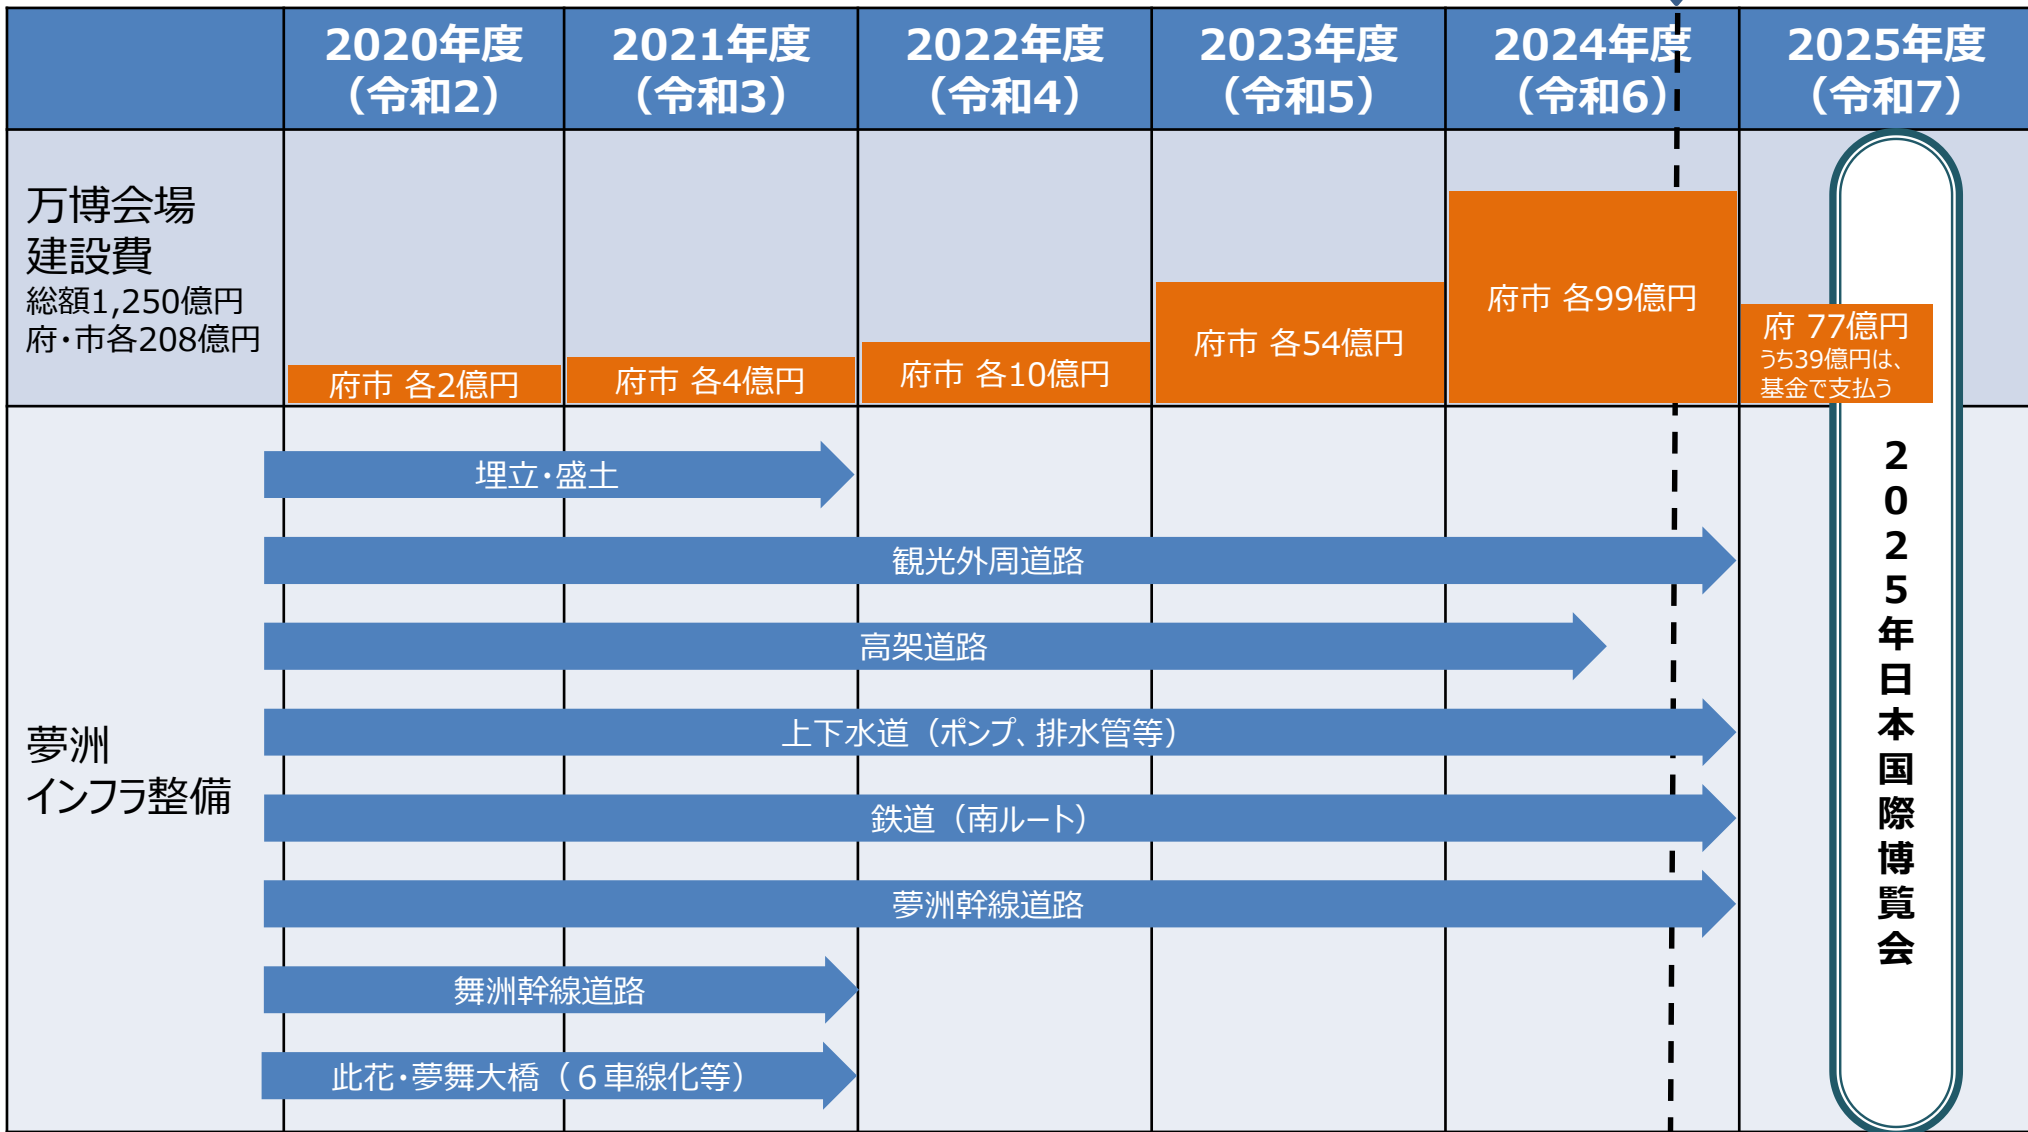 2020年度
（令和2）
2021年度
（令和3）
2022年度
（令和4）
2023年度
（令和5）
2024年度
（令和6）
2025年度
（令和7）
万博会場
建設費
総額1,250億円
府・市各208億円
府市 各2億円
府市 各4億円
府市 各10億円
府市 各54億円
府市 各99億円
府 77億円
うち39億円は、
基金で支払う
夢洲
インフラ整備
埋立・盛土
観光外周道路
高架道路
上下水道（ポンプ、排水管等）
鉄道（南ルート）
夢洲幹線道路
舞洲幹線道路
此花・夢舞大橋（６車線化等）
2025年日本国際博覧会